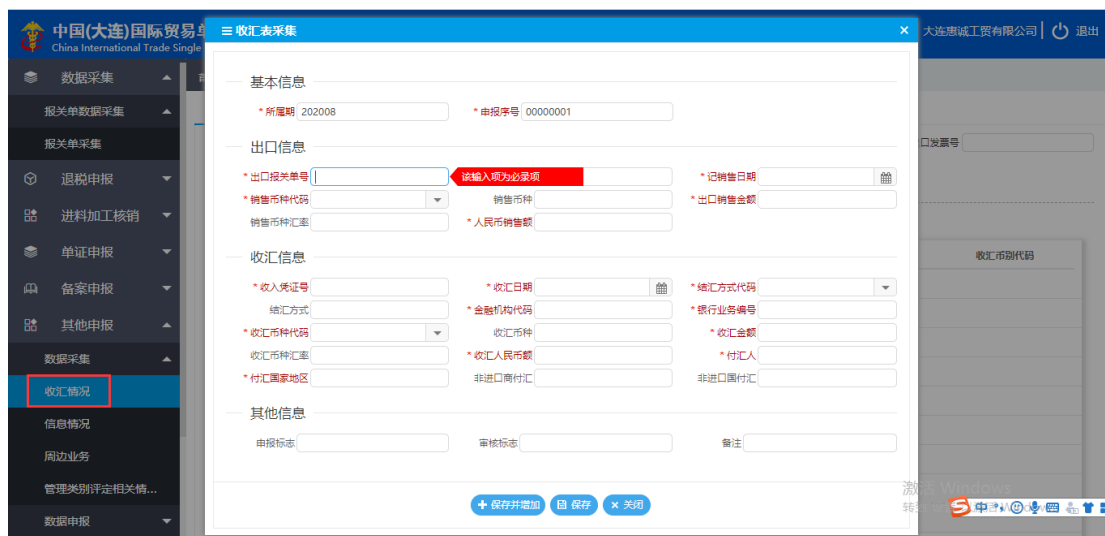 中国(大连)国际贸易单
China International Trade Single
大连惠诚工贸有限公司 退出
收汇表采集
数据采集
报关单数据采集
报关单采集
退税申报
进料加工核销
单证申报
备案申报
其他申报
数据采集
收汇情况
信息情况
周边业务
管理类别评定相关情...
数据申报
基本信息
*所属期 202008 *申报序号 00000001
出口信息
*出口报关单号 该输入项为必录项 *记销售日期
*销售币种代码 销售币种 *出口销售金额
销售币种汇率 *人民币销售额
收汇信息
*收入凭证号 *收汇日期 *结汇方式代码
结汇方式 *金融机构代码 *银行业务编号
*收汇币种代码 收汇币种 *收汇金额
收汇币种汇率 *收汇人民币额 *付汇人
*付汇国家地区 非进口商付汇 非进口国付汇
其他信息
申报标志 审核标志 备注
保存并增加 保存 关闭
口发票号
收汇币别代码
激活 Windows
中